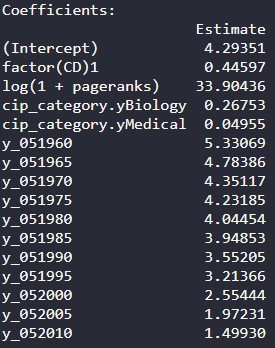 Coefficients:
Estimate
(Intercept) 4.29351
factor(CD)1 0.44597
log(1 + pageranks) 33.90436
cip_category.yBiology 0.26753
cip_category.yMedical 0.04955
y_051960 5.33069
y_051965 4.78386
y_051970 4.35117
y_051975 4.23185
y_051980 4.04454
y_051985 3.94853
y_051990 3.55205
y_051995 3.21366
y_052000 2.55444
y_052005 1.97231
y_052010 1.49930